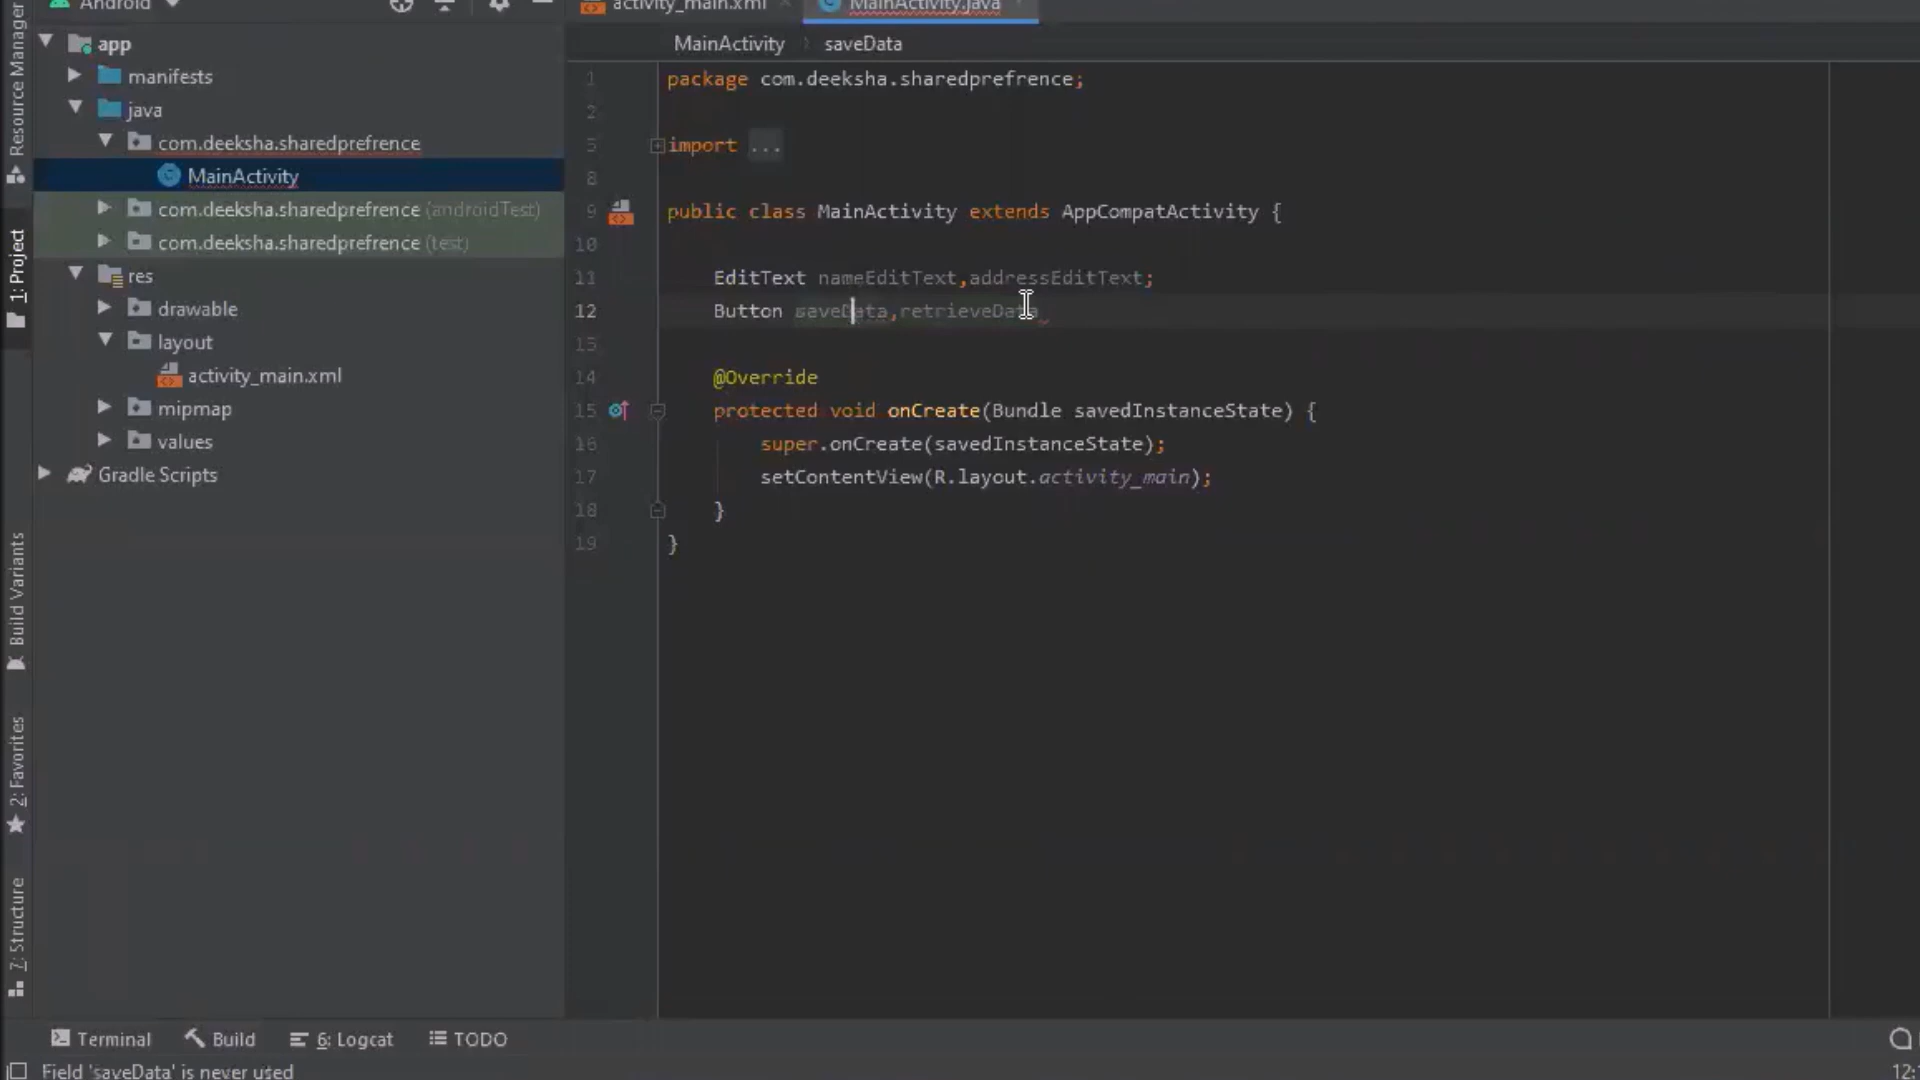 Android
activity_main.xml
MainActivity.java
MainActivity
saveData
Resource Manager
1: Project
Build Variants
2: Favorites
7: Structure
app
manifests
java
com.deeksha.sharedprefrence
MainActivity
com.deeksha.sharedprefrence (androidTest)
com.deeksha.sharedprefrence (test)
res
drawable
layout
activity_main.xml
mipmap
values
Gradle Scripts
1 package com.deeksha.sharedprefrence;
2
5 import ...
8
9 public class MainActivity extends AppCompatActivity {
10
11 EditText nameEditText,addressEditText;
12 Button saveData,retrieveData
13
14 @Override
15 protected void onCreate(Bundle savedInstanceState) {
16 super.onCreate(savedInstanceState);
17 setContentView(R.layout.activity_main);
18 }
19 }
Terminal
Build
6: Logcat
TODO
Field 'saveData' is never used